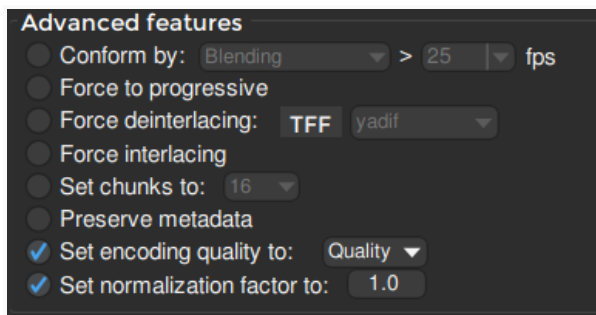 Advanced features
Conform by: Blending > 25 fps
Force to progressive
Force deinterlacing: TFF yadif
Force interlacing
Set chunks to: 16
Preserve metadata
Set encoding quality to: Quality
Set normalization factor to: 1.0